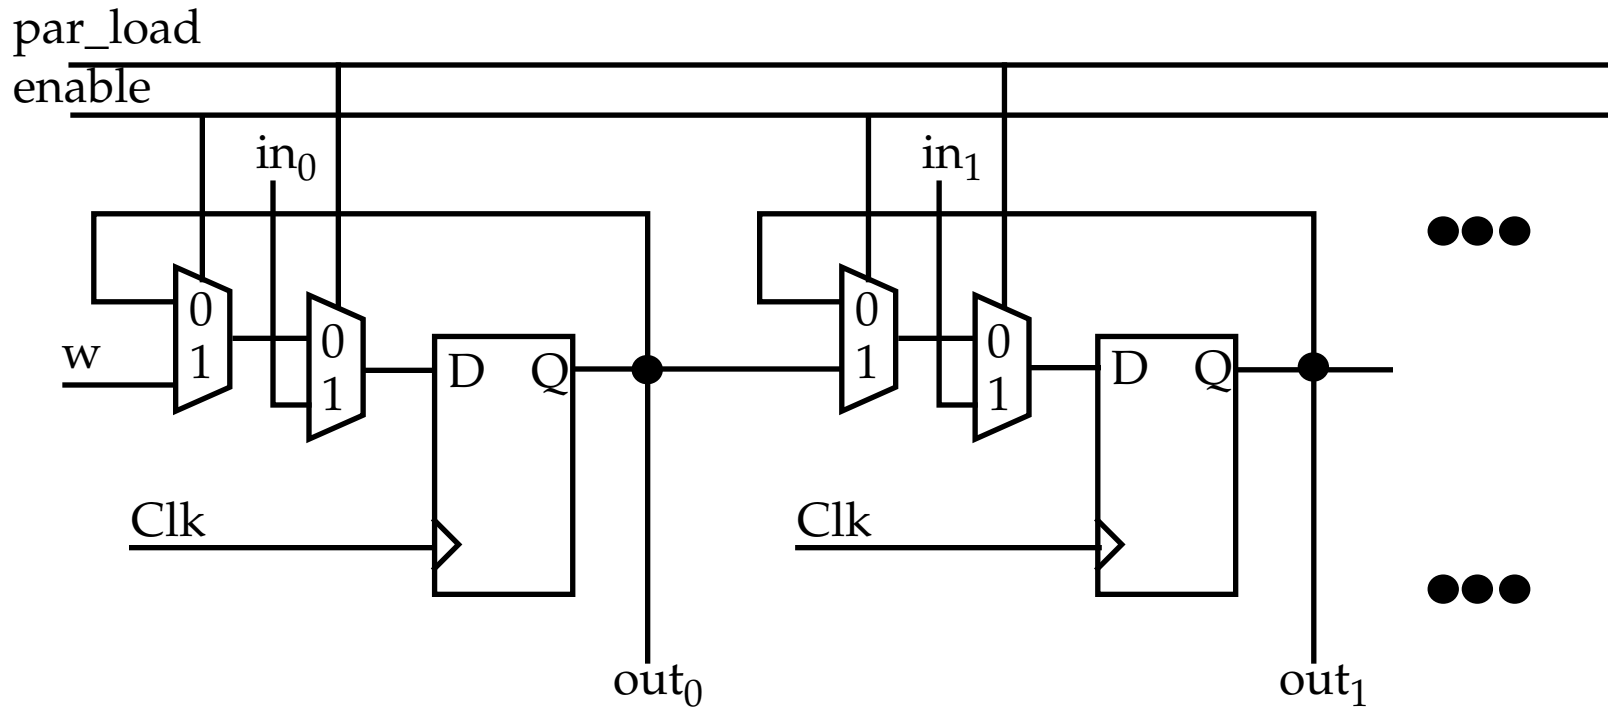 par_load
enable
in₀ in₁
0 0
w 1 0 1 0
1 D Q 1 D Q
Clk Clk
out₀ out₁